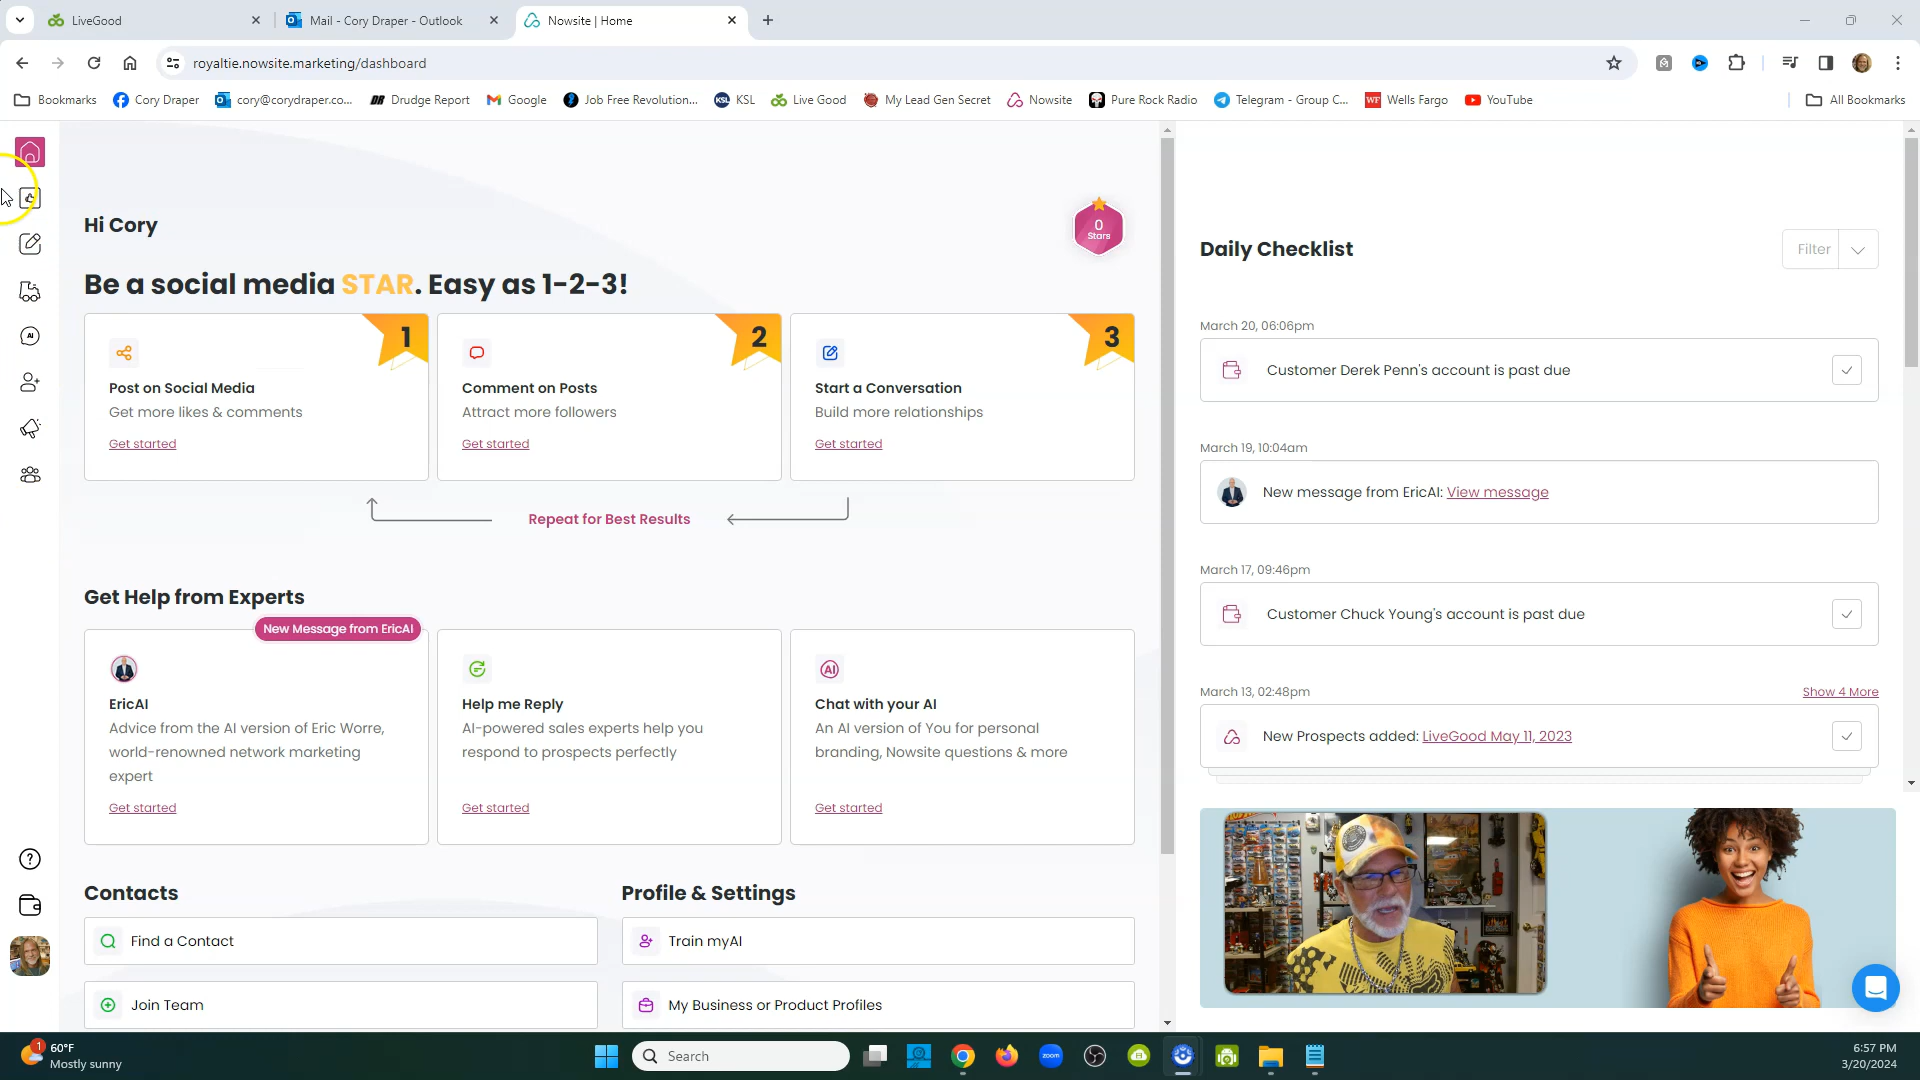 LiveGood
Mail - Cory Draper - Outlook
Nowsite | Home
royaltie.nowsite.marketing/dashboard
Bookmarks
Cory Draper
cory@corydraper.co...
Drudge Report
Google
Job Free Revolution...
KSL
Live Good
My Lead Gen Secret
Nowsite
Pure Rock Radio
Telegram - Group C...
Wells Fargo
YouTube
All Bookmarks
Hi Cory
0
Stars
Be a social media STAR. Easy as 1-2-3!
1
Post on Social Media
Get more likes & comments
Get started
2
Comment on Posts
Attract more followers
Get started
3
Start a Conversation
Build more relationships
Get started
Repeat for Best Results
Get Help from Experts
New Message from EricAI
EricAI
Advice from the AI version of Eric Worre,
world-renowned network marketing
expert
Get started
Help me Reply
AI-powered sales experts help you
respond to prospects perfectly
Get started
AI
Chat with your AI
An AI version of You for personal
branding, Nowsite questions & more
Get started
Contacts
Find a Contact
Join Team
Profile & Settings
Train myAI
My Business or Product Profiles
AI
Daily Checklist
Filter
March 20, 06:06pm
Customer Derek Penn's account is past due
March 19, 10:04am
New message from EricAI: View message
March 17, 09:46pm
Customer Chuck Young's account is past due
March 13, 02:48pm
Show 4 More
New Prospects added: LiveGood May 11, 2023
1
60°F
Mostly sunny
Search
zoom
6:57 PM
3/20/2024